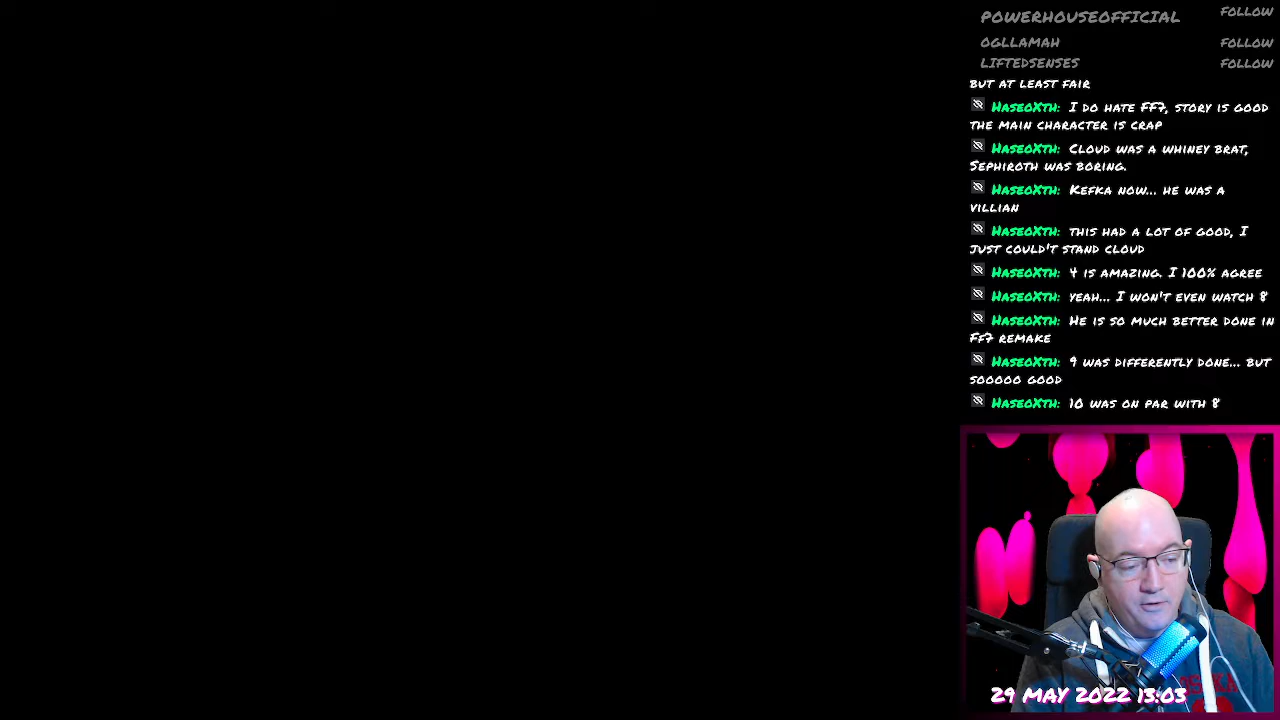 POWERHOUSEOFFICIAL FOLLOW
OGLLAMAH FOLLOW
LIFTEDSENSES FOLLOW
BUT AT LEAST FAIR
HASEOXTH: I DO HATE FF7, STORY IS GOOD
THE MAIN CHARACTER IS CRAP
HASEOXTH: CLOUD WAS A WHINEY BRAT,
SEPHIROTH WAS BORING.
HASEOXTH: KEFKA NOW... HE WAS A
VILLIAN
HASEOXTH: THIS HAD A LOT OF GOOD, I
JUST COULD'T STAND CLOUD
HASEOXTH: 4 IS AMAZING. I 100% AGREE
HASEOXTH: YEAH... I WON'T EVEN WATCH 8
HASEOXTH: HE IS SO MUCH BETTER DONE IN
FF7 REMAKE
HASEOXTH: 9 WAS DIFFERENTLY DONE... BUT
SOOOOO GOOD
HASEOXTH: 10 WAS ON PAR WITH 8
29 MAY 2022 13:03